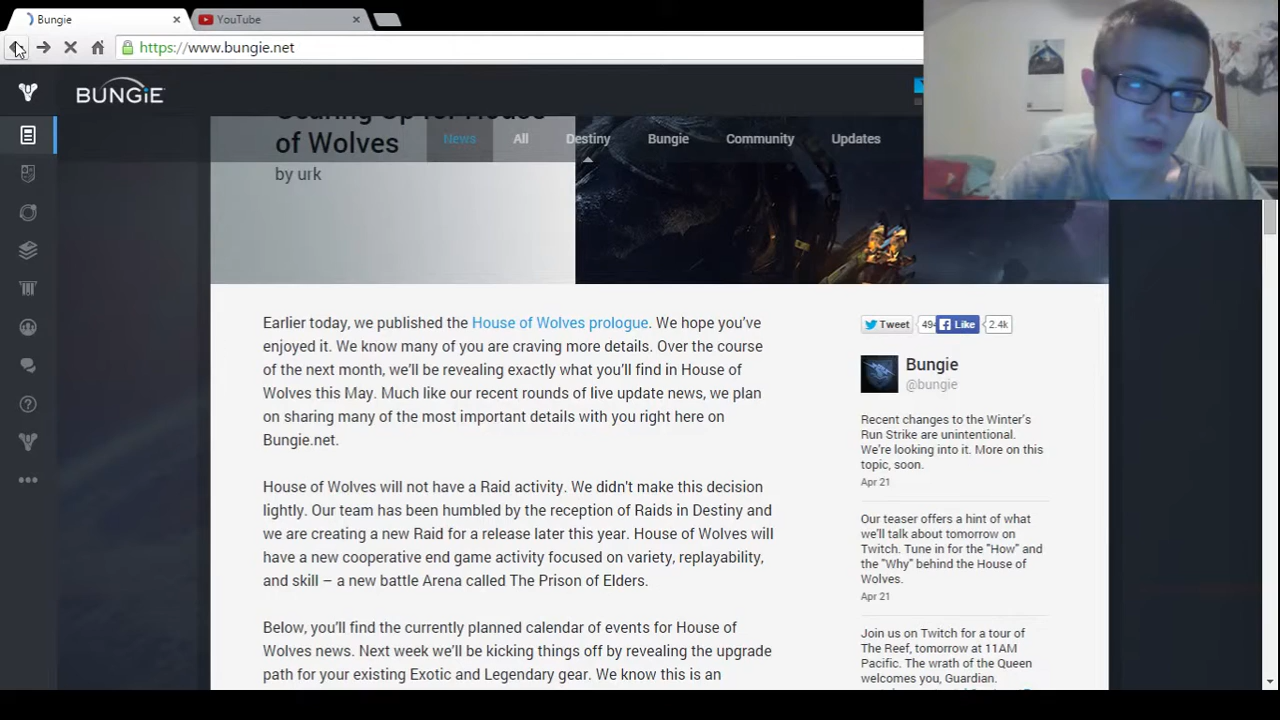 Bungie
YouTube
https://www.bungie.net
BUNGiE
of Wolves
by urk
News
All
Destiny
Bungie
Community
Updates
Earlier today, we published the House of Wolves prologue. We hope you've
enjoyed it. We know many of you are craving more details. Over the course
of the next month, we'll be revealing exactly what you'll find in House of
Wolves this May. Much like our recent rounds of live update news, we plan
on sharing many of the most important details with you right here on
Bungie.net.
House of Wolves will not have a Raid activity. We didn't make this decision
lightly. Our team has been humbled by the reception of Raids in Destiny and
we are creating a new Raid for a release later this year. House of Wolves will
have a new cooperative end game activity focused on variety, replayability,
and skill – a new battle Arena called The Prison of Elders.
Below, you'll find the currently planned calendar of events for House of
Wolves news. Next week we'll be kicking things off by revealing the upgrade
path for your existing Exotic and Legendary gear. We know this is an
Tweet
Like
2.4k
Bungie
@bungie
Recent changes to the Winter's
Run Strike are unintentional.
We're looking into it. More on this
topic, soon.
Apr 21
Our teaser offers a hint of what
we'll talk about tomorrow on
Twitch. Tune in for the "How" and
the "Why" behind the House of
Wolves.
Apr 21
Join us on Twitch for a tour of
The Reef, tomorrow at 11AM
Pacific. The wrath of the Queen
welcomes you, Guardian.